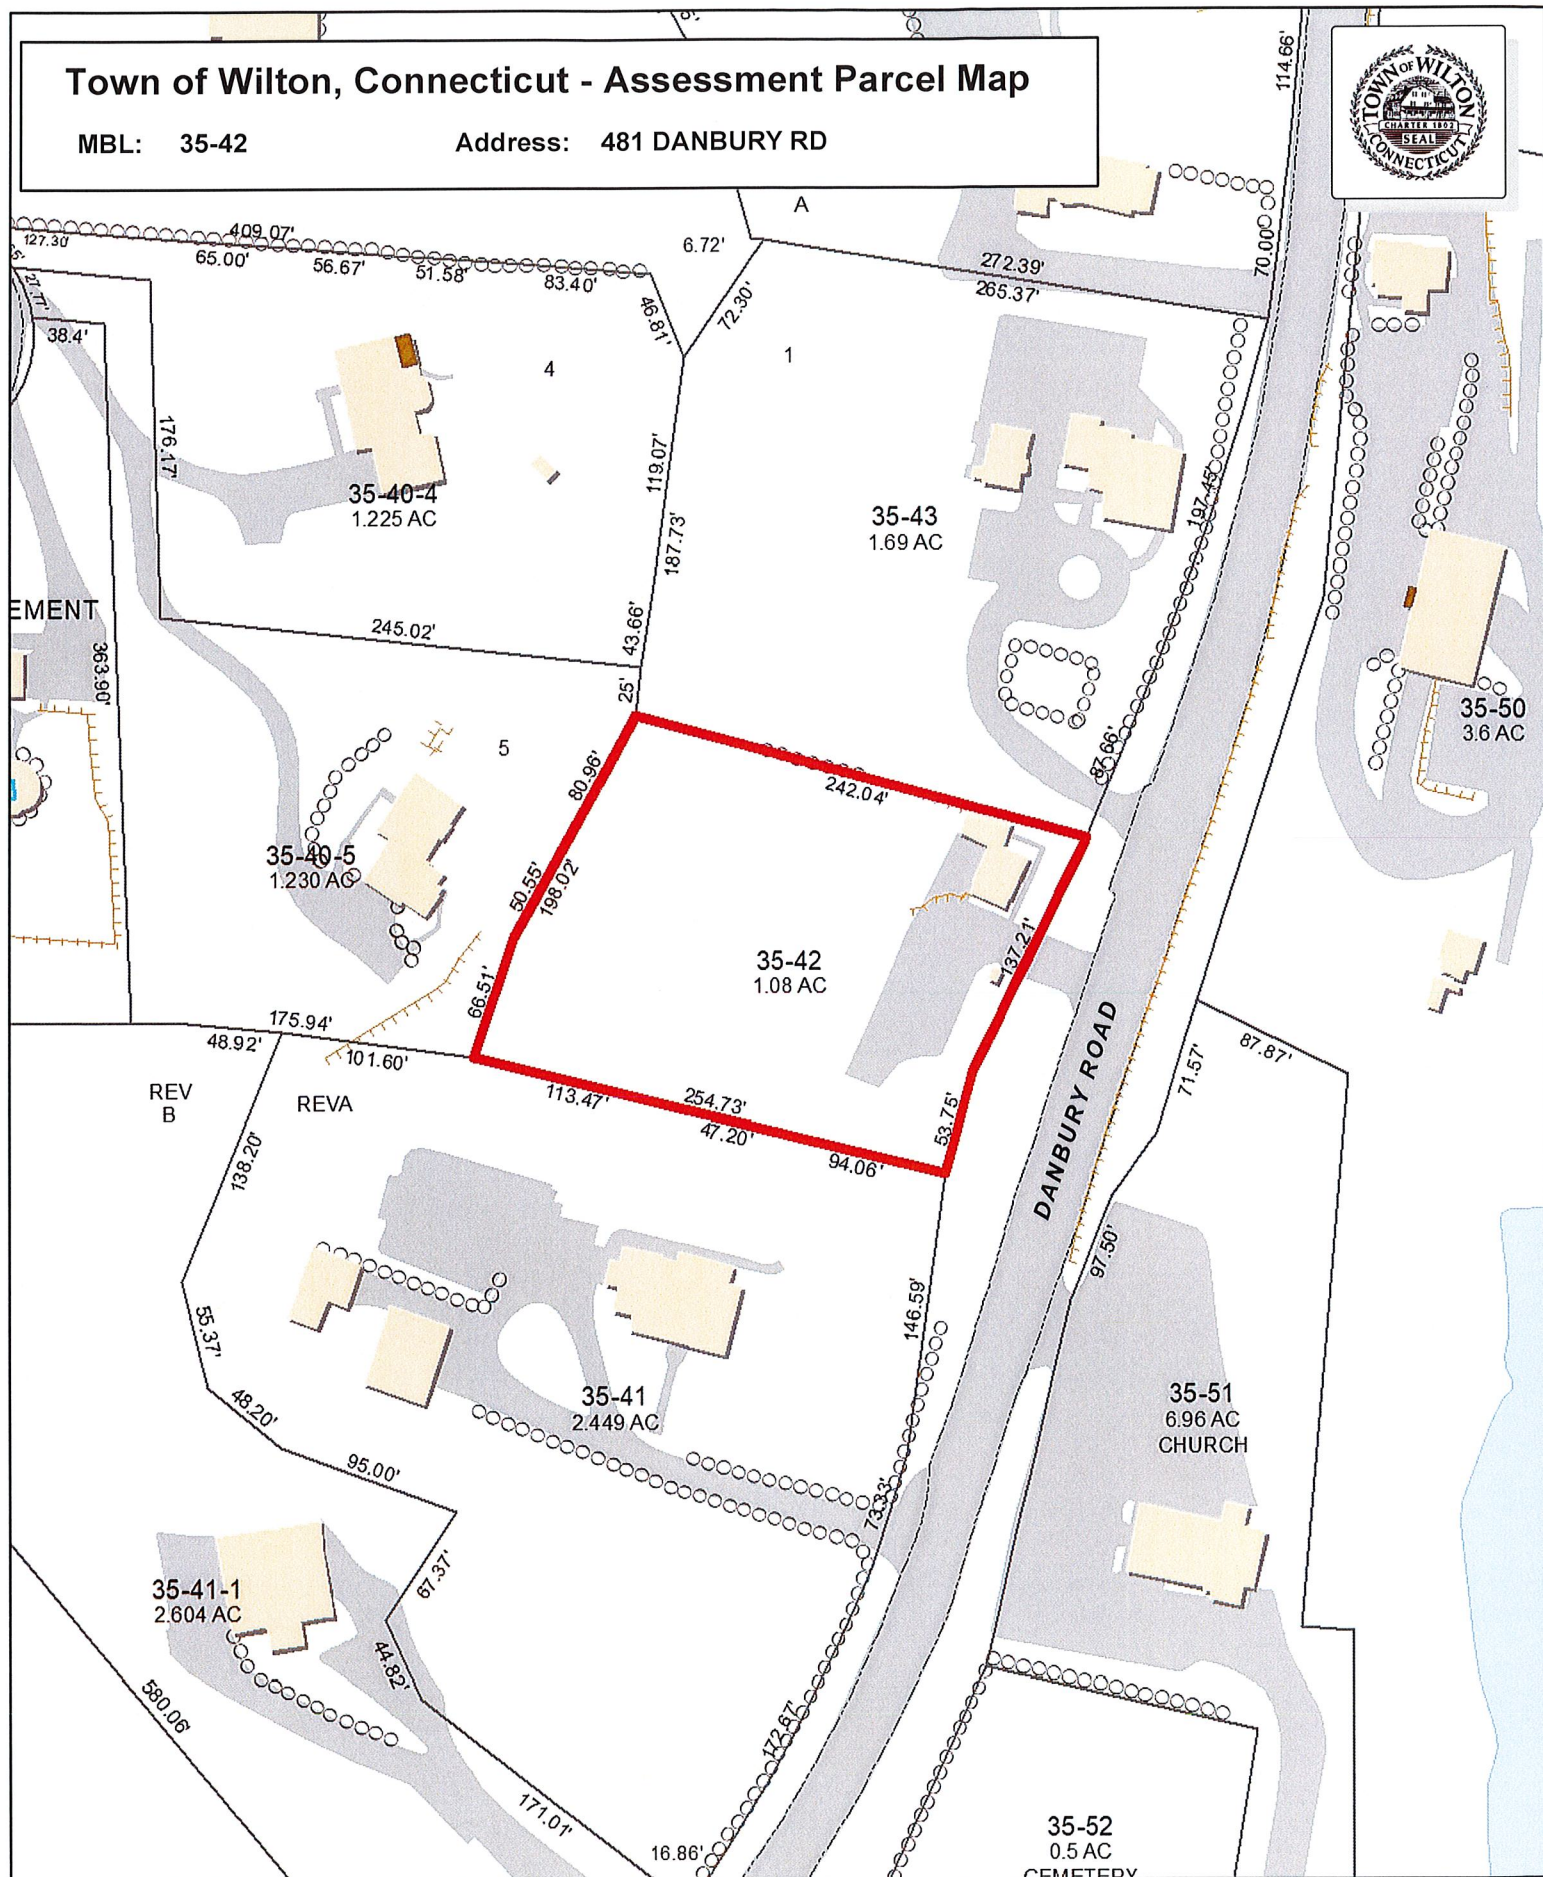 Town of Wilton, Connecticut - Assessment Parcel Map
MBL: 35-42 Address: 481 DANBURY RD
TOWN OF WILTON
CHARTER 1802
SEAL
CONNECTICUT
114.66'
A
409.07'
127.30'
65.00'
56.67'
51.58'
83.40'
6.72'
272.39'
265.37'
70.00'
27.77'
38.4'
46.81'
72.30'
4
1
176.17'
119.07'
35-40-4
1.225 AC
187.73'
35-43
1.69 AC
197.45'
EMENT
245.02'
43.66'
363.90'
25'
35-50
3.6 AC
5
80.96'
242.04'
87.66'
35-40-5
1.230 AC
50.55'
198.02'
35-42
1.08 AC
137.21'
66.51'
175.94'
48.92'
101.60'
87.87'
71.57'
DANBURY ROAD
REV
B
REVA
113.47'
254.73'
47.20'
94.06'
53.75'
138.20'
97.50'
55.37'
146.59'
48.20'
35-41
2.449 AC
35-51
6.96 AC
CHURCH
95.00'
73.33'
67.37'
35-41-1
2.604 AC
44.82'
580.06'
172.67'
171.01'
16.86'
35-52
0.5 AC
CEMETERY